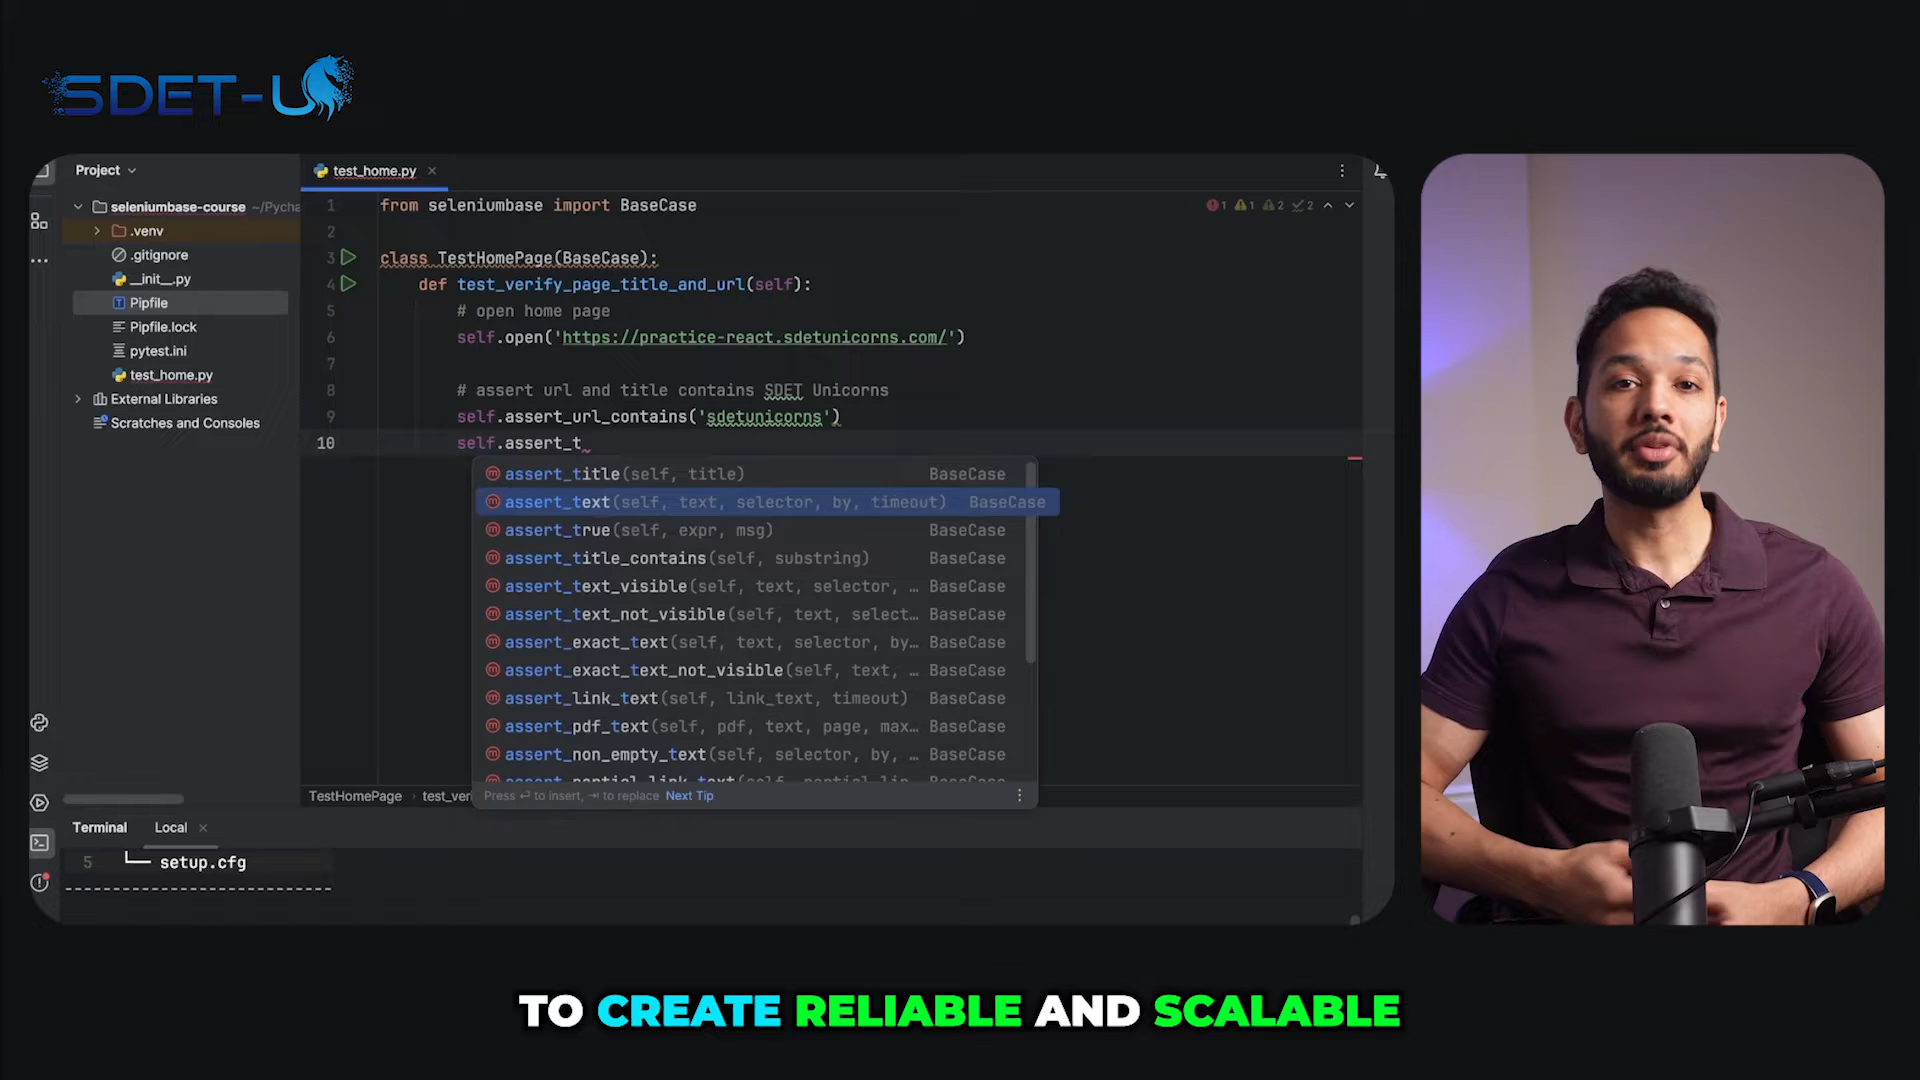 SDET-U
Project
test_home.py
seleniumbase-course ~/Pycha
.venv
.gitignore
__init__.py
Pipfile
Pipfile.lock
pytest.ini
test_home.py
External Libraries
Scratches and Consoles
1 from seleniumbase import BaseCase
1 1 2 2
2
3 class TestHomePage(BaseCase):
4 def test_verify_page_title_and_url(self):
5 # open home page
6 self.open('https://practice-react.sdetunicorns.com/')
7
8 # assert url and title contains SDET Unicorns
9 self.assert_url_contains('sdetunicorns')
10 self.assert_t
assert_title(self, title) BaseCase
assert_text(self, text, selector, by, timeout) BaseCase
assert_true(self, expr, msg) BaseCase
assert_title_contains(self, substring) BaseCase
assert_text_visible(self, text, selector, … BaseCase
assert_text_not_visible(self, text, select… BaseCase
assert_exact_text(self, text, selector, by… BaseCase
assert_exact_text_not_visible(self, text, … BaseCase
assert_link_text(self, link_text, timeout) BaseCase
assert_pdf_text(self, pdf, text, page, max… BaseCase
assert_non_empty_text(self, selector, by, … BaseCase
Press ⏎ to insert, ⇥ to replace Next Tip
TestHomePage › test_ver
Terminal Local
5 └── setup.cfg
--------------------------------
TO CREATE RELIABLE AND SCALABLE